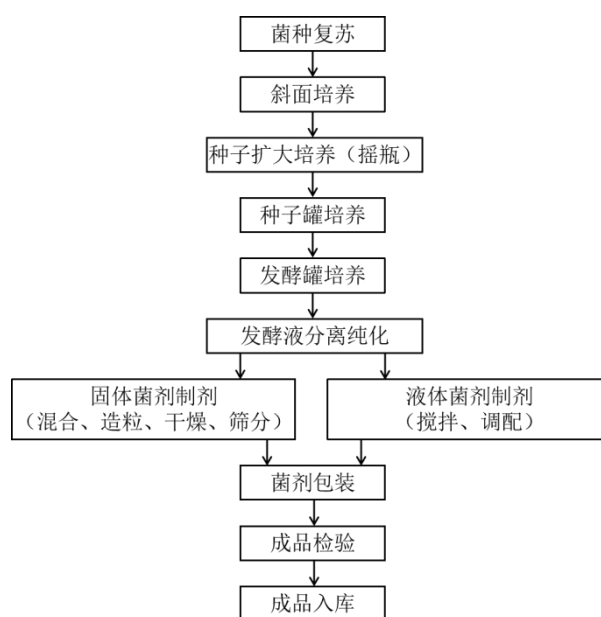 菌种复苏
斜面培养
种子扩大培养（摇瓶）
种子罐培养
发酵罐培养
发酵液分离纯化
固体菌剂制剂
（混合、造粒、干燥、筛分）
液体菌剂制剂
（搅拌、调配）
菌剂包装
成品检验
成品入库